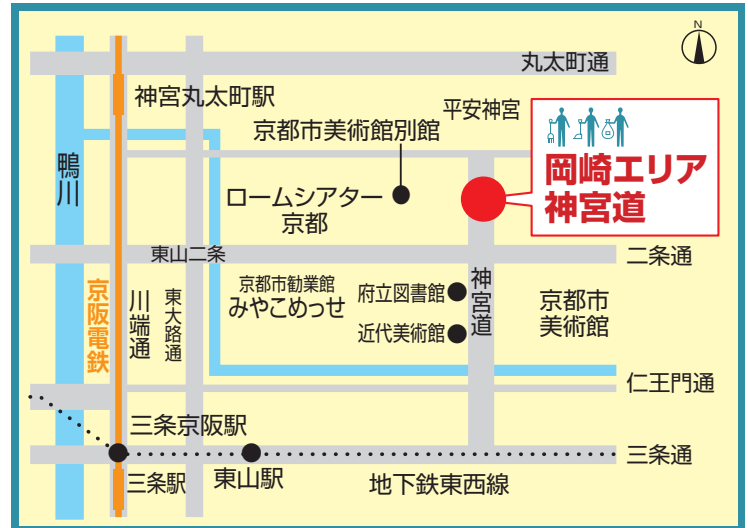 N
丸太町通
神宮丸太町駅
平安神宮
京都市美術館別館
岡崎エリア
神宮道
鴨川
ロームシアター
京都
東山二条
二条通
京阪電鉄
川端通
東大路通
京都市勧業館
みやこめっせ
府立図書館
近代美術館
神宮道
京都市
美術館
仁王門通
三条京阪駅
三条通
三条駅
東山駅
地下鉄東西線